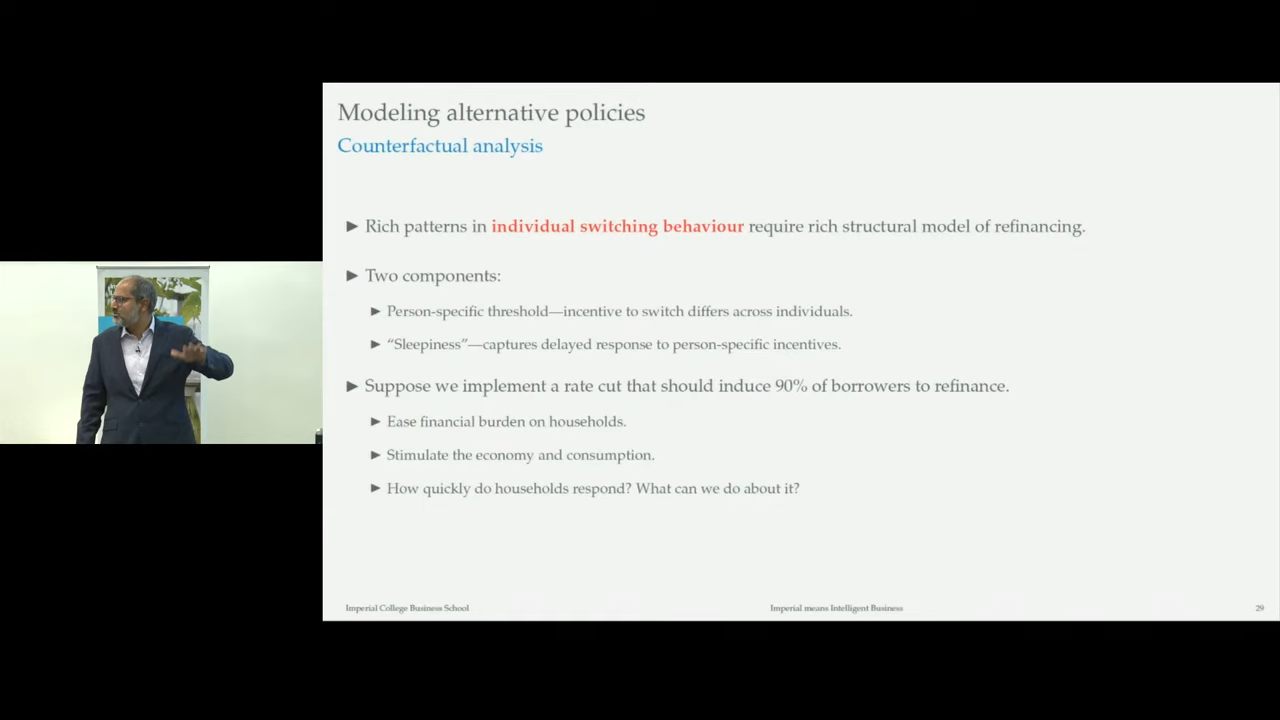 Modeling alternative policies
Counterfactual analysis
▶ Rich patterns in individual switching behaviour require rich structural model of refinancing.
▶ Two components:
▶ Person-specific threshold—incentive to switch differs across individuals.
▶ “Sleepiness”—captures delayed response to person-specific incentives.
▶ Suppose we implement a rate cut that should induce 90% of borrowers to refinance.
▶ Ease financial burden on households.
▶ Stimulate the economy and consumption.
▶ How quickly do households respond? What can we do about it?
Imperial College Business School
Imperial means Intelligent Business
29